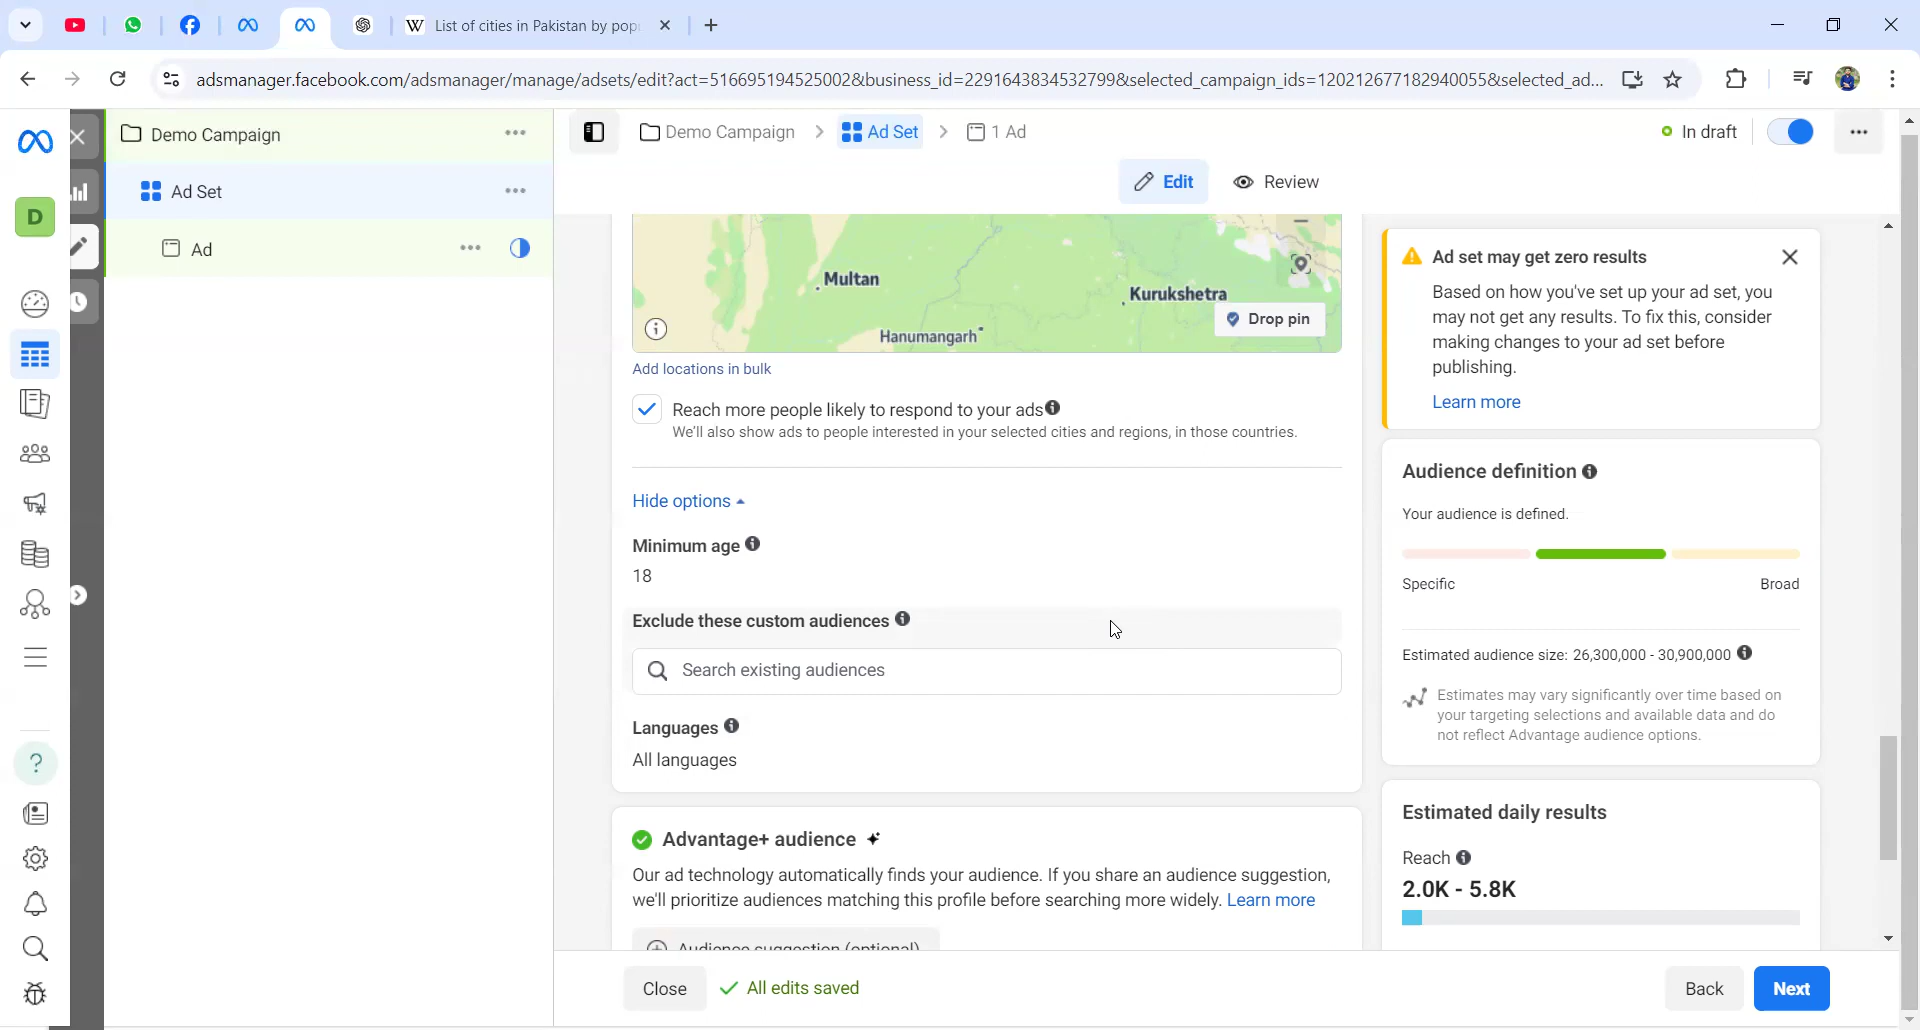 List of cities in Pakistan by pop
adsmanager.facebook.com/adsmanager/manage/adsets/edit?act=516695194525002&business_id=2291643834532799&selected_campaign_ids=120212677182940055&selected_ad...
Demo Campaign
Ad Set
Ad
D
Demo Campaign > Ad Set > 1 Ad
In draft
Edit
Review
Multan
Kurukshetra
Hanumangarh
Drop pin
Add locations in bulk
Reach more people likely to respond to your ads
We'll also show ads to people interested in your selected cities and regions, in those countries.
Hide options
Minimum age
18
Exclude these custom audiences
Search existing audiences
Languages
All languages
Advantage+ audience
Our ad technology automatically finds your audience. If you share an audience suggestion,
we'll prioritize audiences matching this profile before searching more widely. Learn more
Audience suggestion (optional)
Ad set may get zero results
Based on how you've set up your ad set, you
may not get any results. To fix this, consider
making changes to your ad set before
publishing.
Learn more
Audience definition
Your audience is defined.
Specific
Broad
Estimated audience size: 26,300,000 - 30,900,000
Estimates may vary significantly over time based on
your targeting selections and available data and do
not reflect Advantage audience options.
Estimated daily results
Reach
2.0K - 5.8K
Close
All edits saved
Back
Next